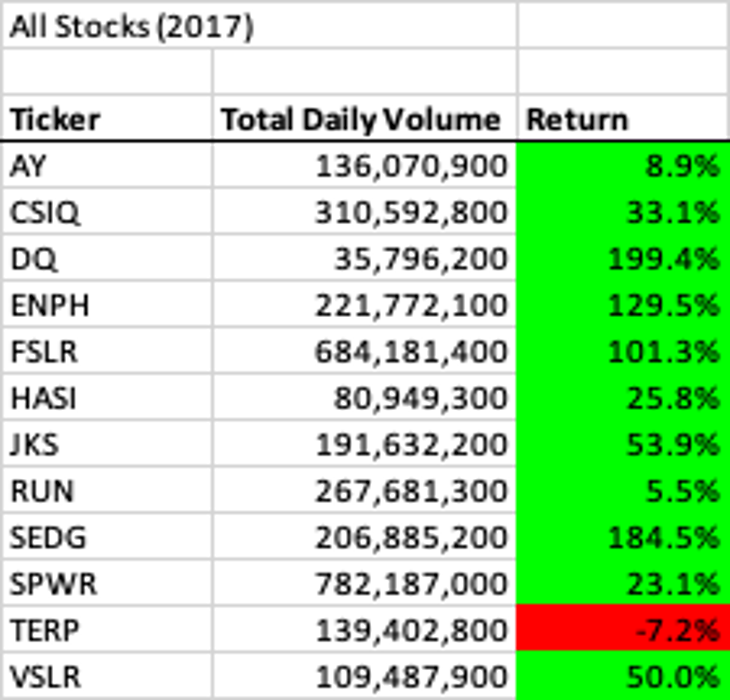 All Stocks (2017)
Ticker Total Daily Volume Return
AY 136,070,900 8.9%
CSIQ 310,592,800 33.1%
DQ 35,796,200 199.4%
ENPH 221,772,100 129.5%
FSLR 684,181,400 101.3%
HASI 80,949,300 25.8%
JKS 191,632,200 53.9%
RUN 267,681,300 5.5%
SEDG 206,885,200 184.5%
SPWR 782,187,000 23.1%
TERP 139,402,800 -7.2%
VSLR 109,487,900 50.0%